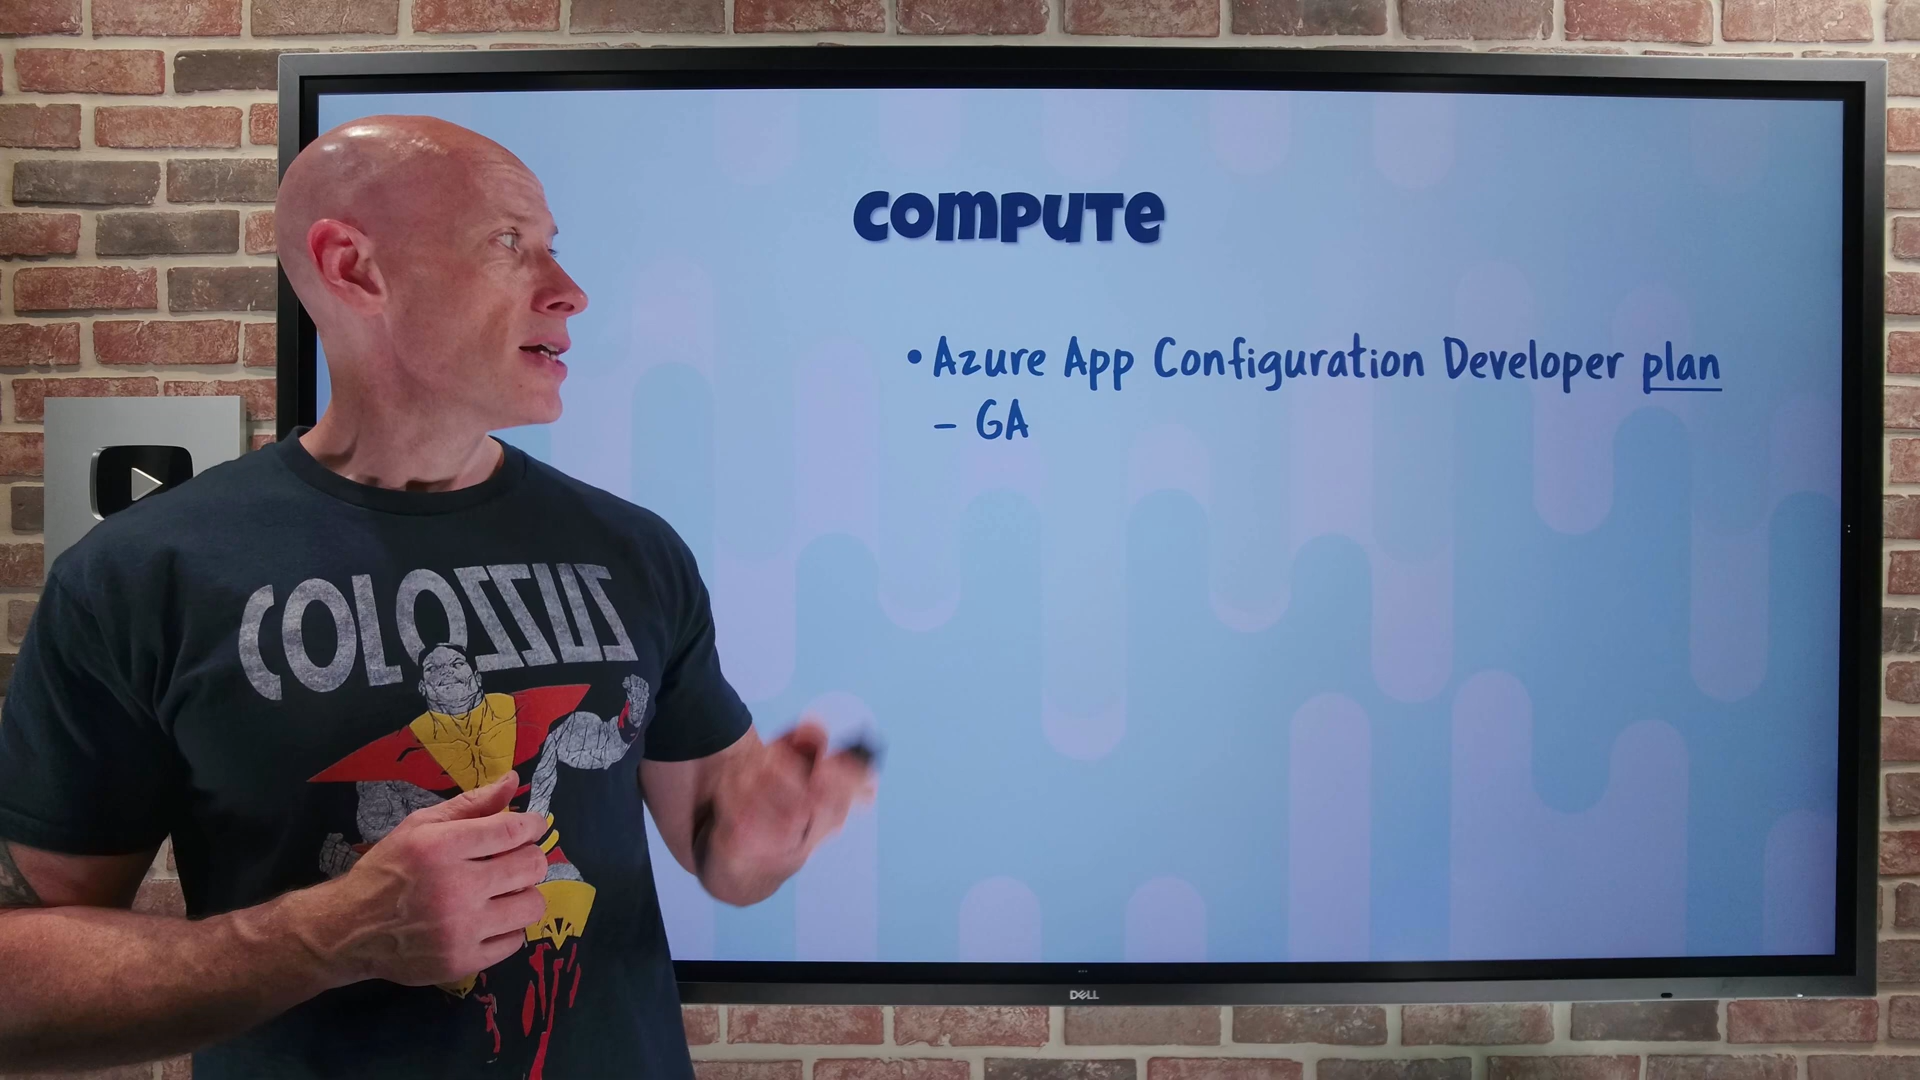 COMPUTE
• Azure App Configuration Developer plan
– GA
COLOSSUS
DELL